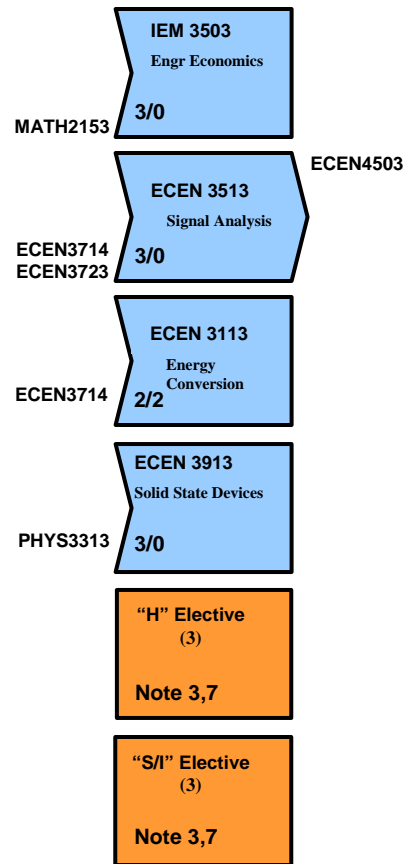 IEM 3503
Engr Economics
3/0
MATH2153
ECEN4503
ECEN 3513
Signal Analysis
ECEN3714
3/0
ECEN3723
ECEN 3113
Energy
Conversion
ECEN3714
2/2
ECEN 3913
Solid State Devices
PHYS3313
3/0
“H” Elective
(3)
Note 3,7
“S/I” Elective
(3)
Note 3,7